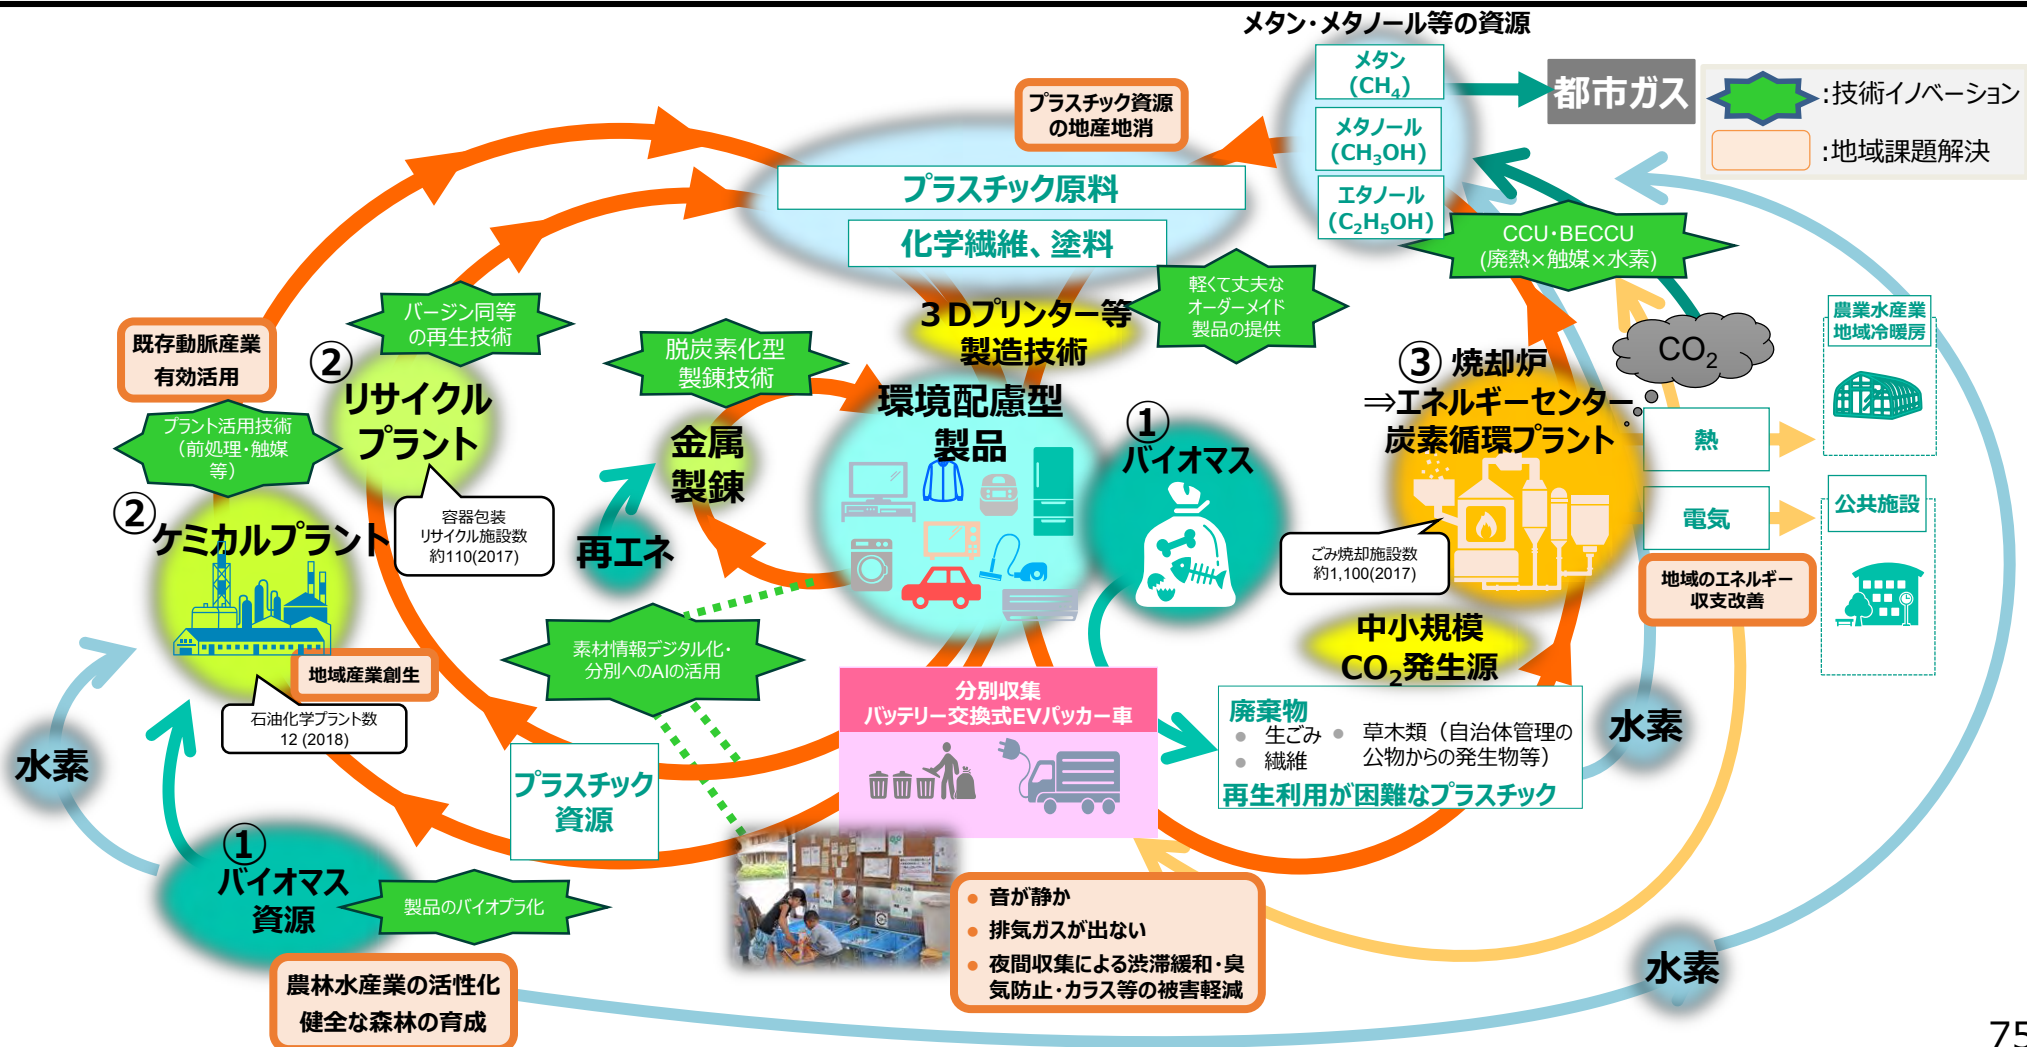 メタン・メタノール等の資源
メタン
(CH₄)
メタノール
(CH₃OH)
エタノール
(C₂H₅OH)
都市ガス
:技術イノベーション
:地域課題解決
プラスチック資源
の地産地消
プラスチック原料
化学繊維、塗料
CCU・BECCU
(廃熱×触媒×水素)
軽くて丈夫な
オーダーメイド
製品の提供
3Dプリンター等
製造技術
バージン同等
の再生技術
既存動脈産業
有効活用
②
リサイクル
プラント
脱炭素化型
製錬技術
金属
製錬
再エネ
環境配慮型
製品
①
バイオマス
③ 焼却炉
⇒エネルギーセンター
炭素循環プラント
CO₂
農業水産業
地域冷暖房
熱
電気
公共施設
プラント活用技術
(前処理・触媒
等)
②
ケミカルプラント
容器包装
リサイクル施設数
約110(2017)
ごみ焼却施設数
約1,100(2017)
地域のエネルギー
収支改善
中小規模
CO₂発生源
素材情報デジタル化・
分別へのAIの活用
地域産業創生
石油化学プラント数
12 (2018)
水素
分別収集
バッテリー交換式EVパッカー車
廃棄物
● 生ごみ
● 繊維
● 草木類(自治体管理の
公物からの発生物等)
再生利用が困難なプラスチック
水素
プラスチック
資源
①
バイオマス
資源
製品のバイオプラ化
農林水産業の活性化
健全な森林の育成
● 音が静か
● 排気ガスが出ない
● 夜間収集による渋滞緩和・臭
気防止・カラス等の被害軽減
水素
75